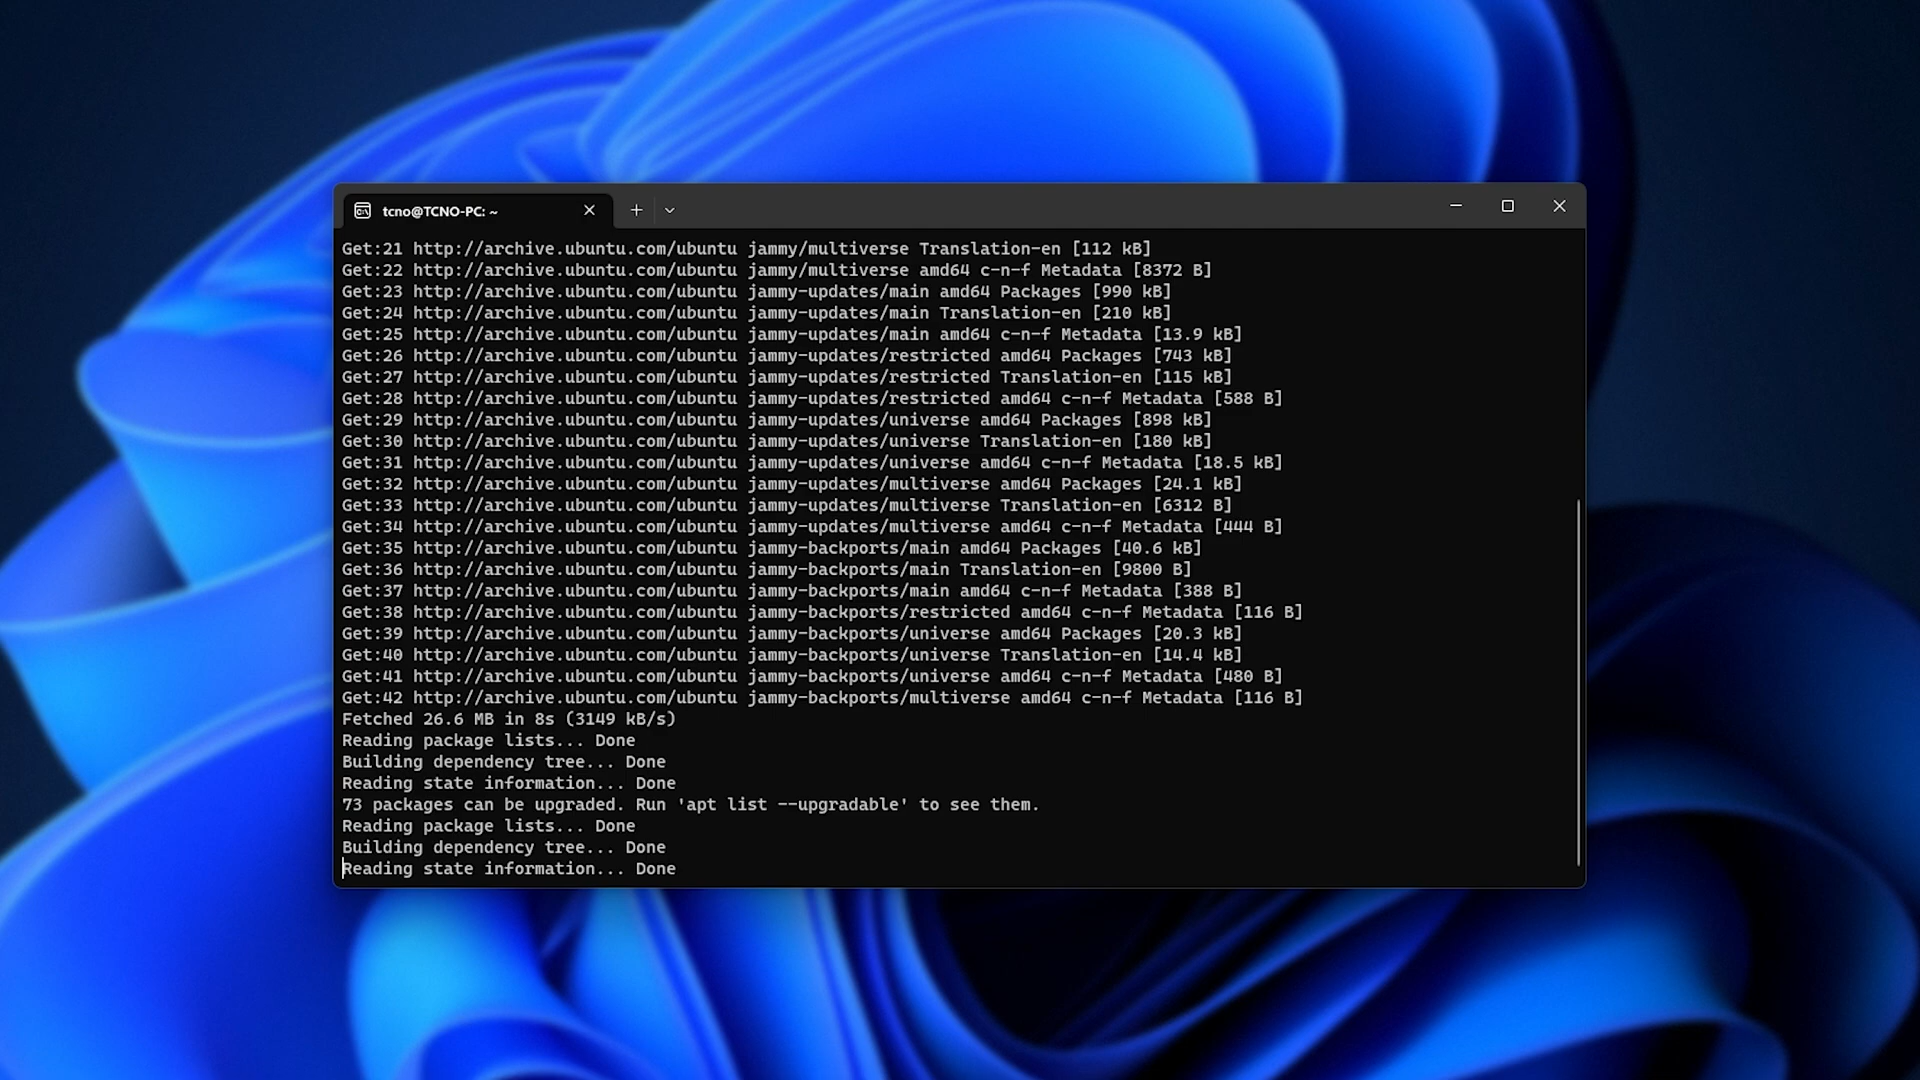 tcno@TCNO-PC: ~
Get:21 http://archive.ubuntu.com/ubuntu jammy/multiverse Translation-en [112 kB]
Get:22 http://archive.ubuntu.com/ubuntu jammy/multiverse amd64 c-n-f Metadata [8372 B]
Get:23 http://archive.ubuntu.com/ubuntu jammy-updates/main amd64 Packages [990 kB]
Get:24 http://archive.ubuntu.com/ubuntu jammy-updates/main Translation-en [210 kB]
Get:25 http://archive.ubuntu.com/ubuntu jammy-updates/main amd64 c-n-f Metadata [13.9 kB]
Get:26 http://archive.ubuntu.com/ubuntu jammy-updates/restricted amd64 Packages [743 kB]
Get:27 http://archive.ubuntu.com/ubuntu jammy-updates/restricted Translation-en [115 kB]
Get:28 http://archive.ubuntu.com/ubuntu jammy-updates/restricted amd64 c-n-f Metadata [588 B]
Get:29 http://archive.ubuntu.com/ubuntu jammy-updates/universe amd64 Packages [898 kB]
Get:30 http://archive.ubuntu.com/ubuntu jammy-updates/universe Translation-en [180 kB]
Get:31 http://archive.ubuntu.com/ubuntu jammy-updates/universe amd64 c-n-f Metadata [18.5 kB]
Get:32 http://archive.ubuntu.com/ubuntu jammy-updates/multiverse amd64 Packages [24.1 kB]
Get:33 http://archive.ubuntu.com/ubuntu jammy-updates/multiverse Translation-en [6312 B]
Get:34 http://archive.ubuntu.com/ubuntu jammy-updates/multiverse amd64 c-n-f Metadata [444 B]
Get:35 http://archive.ubuntu.com/ubuntu jammy-backports/main amd64 Packages [40.6 kB]
Get:36 http://archive.ubuntu.com/ubuntu jammy-backports/main Translation-en [9800 B]
Get:37 http://archive.ubuntu.com/ubuntu jammy-backports/main amd64 c-n-f Metadata [388 B]
Get:38 http://archive.ubuntu.com/ubuntu jammy-backports/restricted amd64 c-n-f Metadata [116 B]
Get:39 http://archive.ubuntu.com/ubuntu jammy-backports/universe amd64 Packages [20.3 kB]
Get:40 http://archive.ubuntu.com/ubuntu jammy-backports/universe Translation-en [14.4 kB]
Get:41 http://archive.ubuntu.com/ubuntu jammy-backports/universe amd64 c-n-f Metadata [480 B]
Get:42 http://archive.ubuntu.com/ubuntu jammy-backports/multiverse amd64 c-n-f Metadata [116 B]
Fetched 26.6 MB in 8s (3149 kB/s)
Reading package lists... Done
Building dependency tree... Done
Reading state information... Done
73 packages can be upgraded. Run 'apt list --upgradable' to see them.
Reading package lists... Done
Building dependency tree... Done
Reading state information... Done